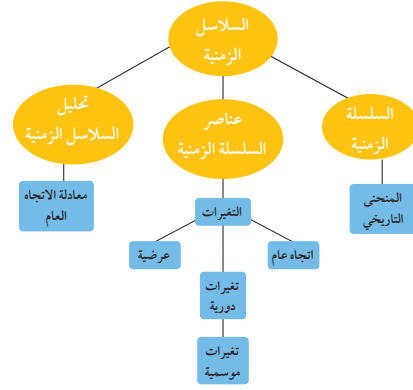 السلاسل
الزمنية
السلسلة
الزمنية
عناصر
السلسلة الزمنية
تحليل
السلاسل الزمنية
المنحنى
التاريخي
التغيرات
معادلة الاتجاه
العام
اتجاه عام
عرضية
تغيرات
دورية
تغيرات
موسمية